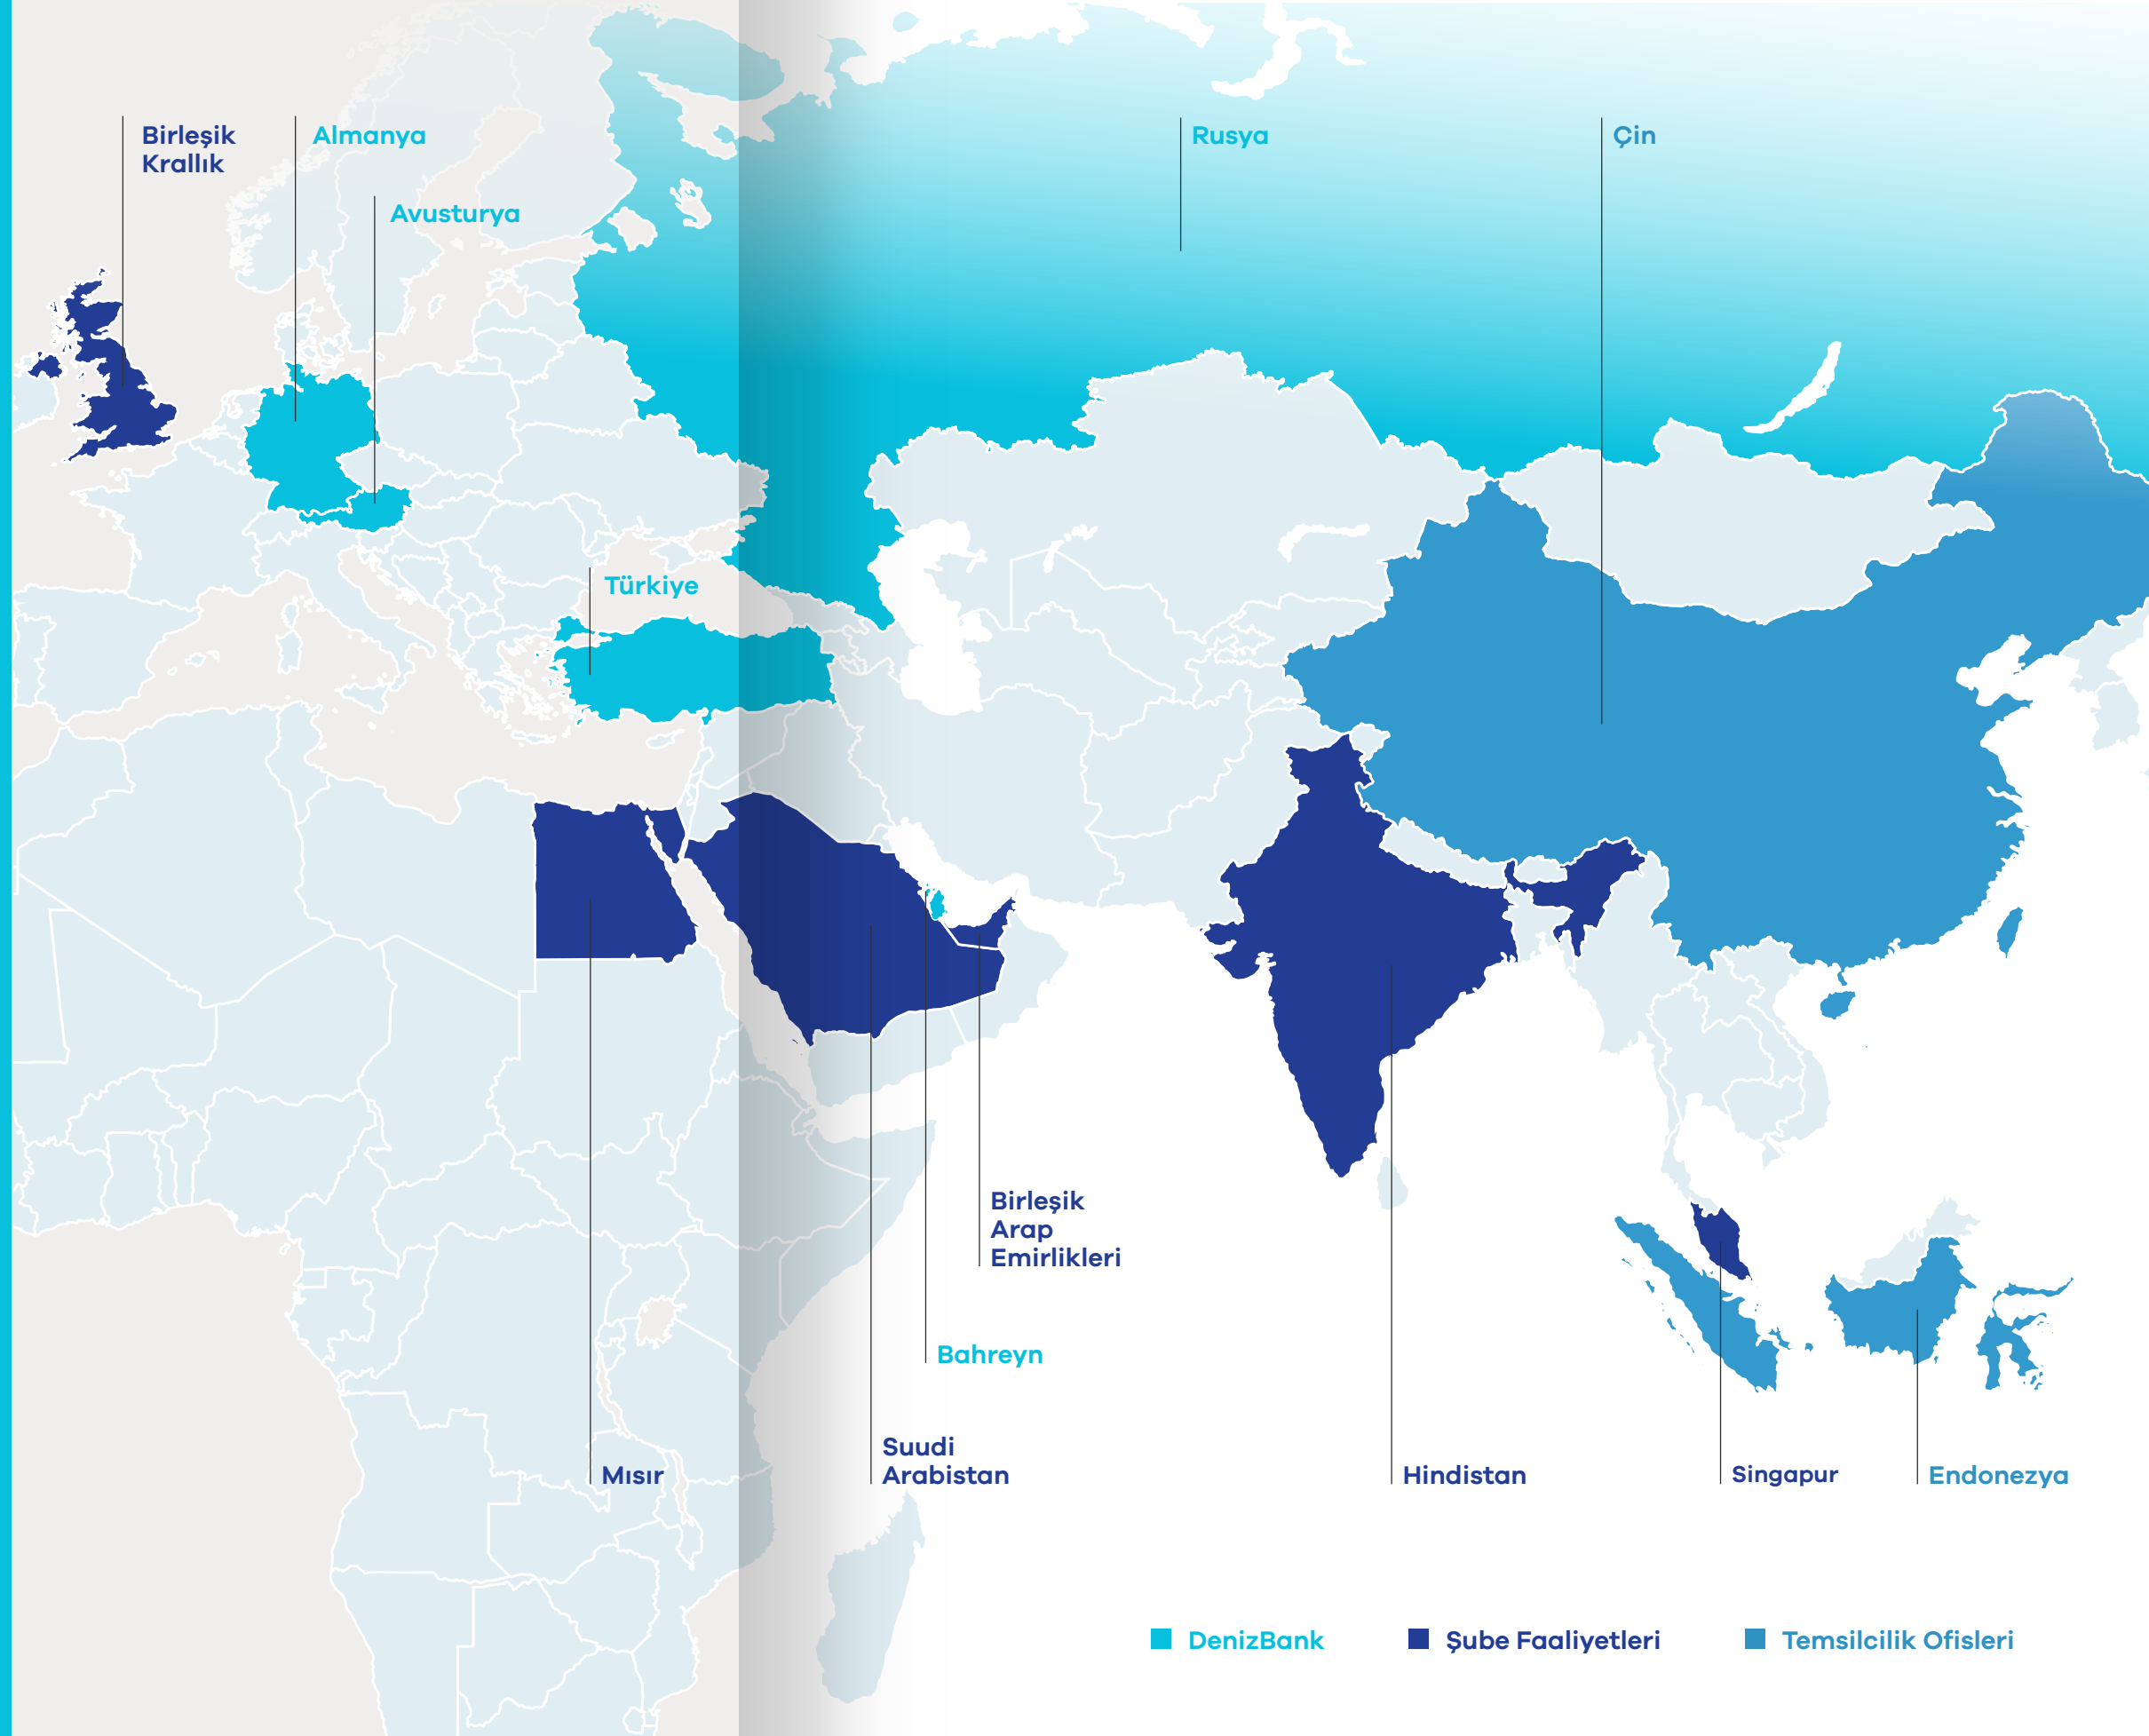 Birleşik
Krallık
Almanya
Avusturya
Rusya
Çin
Türkiye
Birleşik
Arap
Emirlikleri
Bahreyn
Suudi
Arabistan
Mısır
Hindistan
Singapur
Endonezya
DenizBank
Şube Faaliyetleri
Temsilcilik Ofisleri